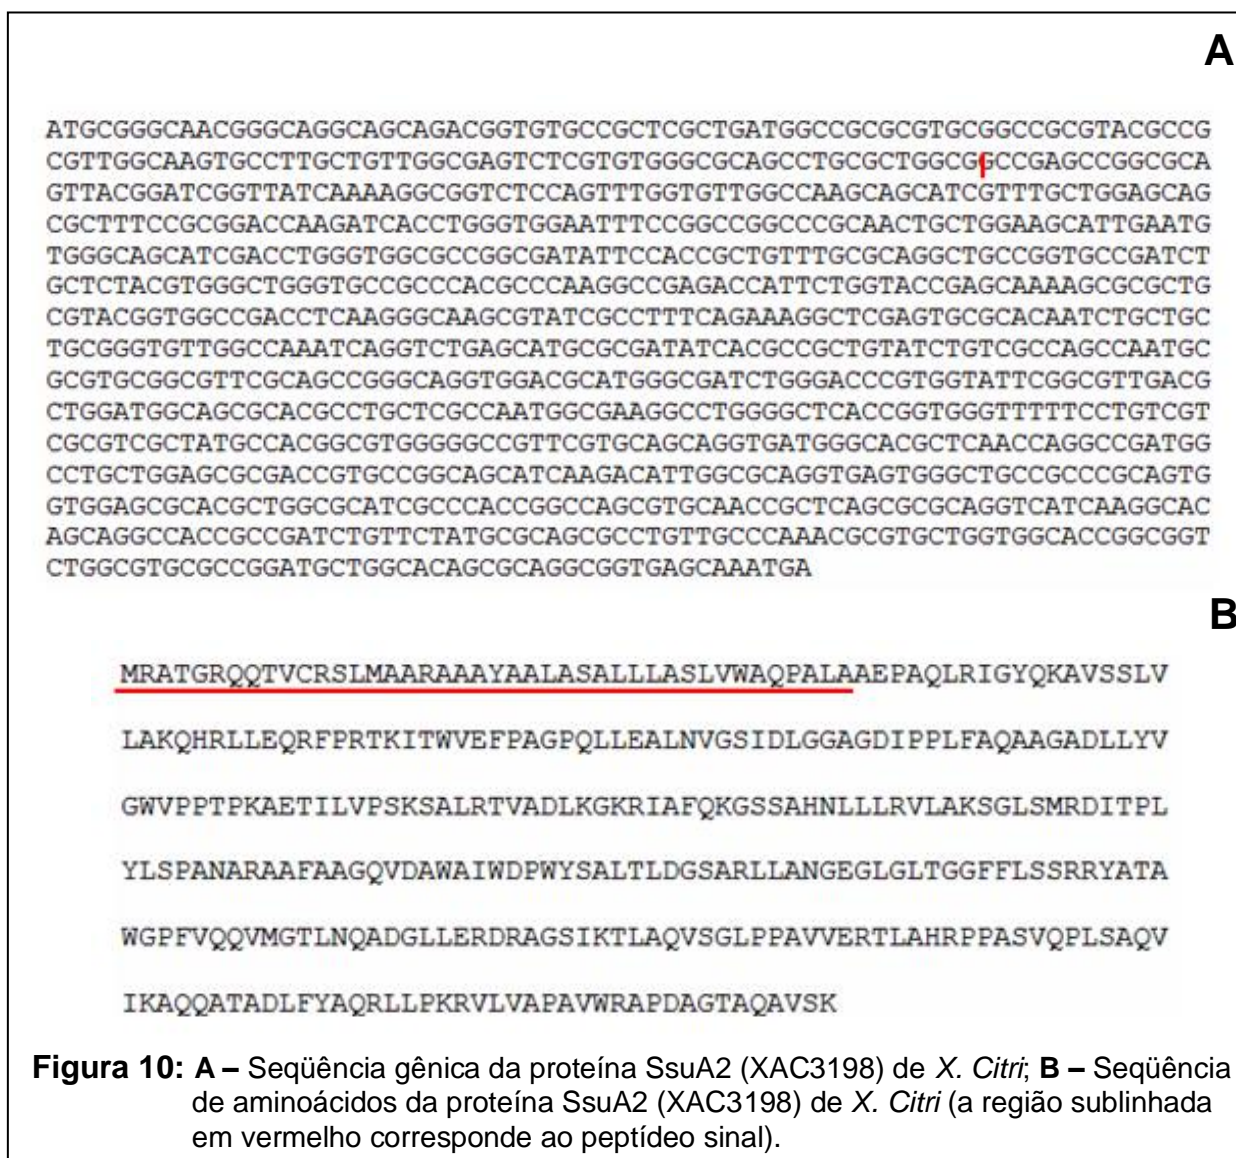 A
ATGCGGGCAACGGGCAGGCAGCAGACGGTGTGCCGCTCGCTGATGGCCGCGCGTGCGGCCGCGTACGCCG
CGTTGGCAAGTGCCTTGCTGTTGGCGAGTCTCGTGTGGGCGCAGCCTGCGCTGGCGGCCGAGCCGGCGCA
GTTACGGATCGGTTATCAAAAGGCGGTCTCCAGTTTGGTGTTGGCCAAGCAGCATCGTTTGCTGGAGCAG
CGCTTTCCGCGGACCAAGATCACCTGGGTGGAATTTCCGGCCGGCCCGCAACTGCTGGAAGCATTGAATG
TGGGCAGCATCGACCTGGGTGGCGCCGGCGATATTCCACCGCTGTTTGCGCAGGCTGCCGGTGCCGATCT
GCTCTACGTGGGCTGGGTGCCGCCCACGCCCAAGGCCGAGACCATTCTGGTACCGAGCAAAAGCGCGCTG
CGTACGGTGGCCGACCTCAAGGGCAAGCGTATCGCCTTTCAGAAAGGCTCGAGTGCGCACAATCTGCTGC
TGCGGGTGTTGGCCAAATCAGGTCTGAGCATGCGCGATATCACGCCGCTGTATCTGTCGCCAGCCAATGC
GCGTGCGGCGTTCGCAGCCGGGCAGGTGGACGCATGGGCGATCTGGGACCCGTGGTATTCGGCGTTGACG
CTGGATGGCAGCGCACGCCTGCTCGCCAATGGCGAAGGCCTGGGGCTCACCGGTGGGTTTTTCCTGTCGT
CGCGTCGCTATGCCACGGCGTGGGGGCCGTTCGTGCAGCAGGTGATGGGCACGCTCAACCAGGCCGATGG
CCTGCTGGAGCGCGACCGTGCCGGCAGCATCAAGACATTGGCGCAGGTGAGTGGGCTGCCGCCCGCAGTG
GTGGAGCGCACGCTGGCGCATCGCCCACCGGCCAGCGTGCAACCGCTCAGCGCGCAGGTCATCAAGGCAC
AGCAGGCCACCGCCGATCTGTTCTATGCGCAGCGCCTGTTGCCCAAACGCGTGCTGGTGGCACCGGCGGT
CTGGCGTGCGCCGGATGCTGGCACAGCGCAGGCGGTGAGCAAATGA
B
MRATGRQQTVCRSLMAARAAAYAALASALLLASLVWAQPALAAEPAQLRIGYQKAVSSLV
LAKQHRLLEQRFPRTKITWVEFPAGPQLLEALNVGSIDLGGAGDIPPLFAQAAGADLLYV
GWVPPTPKAETILVPSKSALRTVADLKGKRIAFQKGSSAHNLLLRVLAKSGLSMRDITPL
YLSPANARAAFAAGQVDAWAIWDPWYSALTLDGSARLLANGEGLGLTGGFFLSSRRYATA
WGPFVQQVMGTLNQADGLLERDRAGSIKTLAQVSGLPPAVVERTLAHRPPASVQPLSAQV
IKAQQATADLFYAQRLLPKRVLVAPAVWRAPDAGTAQAVSK
Figura 10: A – Seqüência gênica da proteína SsuA2 (XAC3198) de X. Citri; B – Seqüência
de aminoácidos da proteína SsuA2 (XAC3198) de X. Citri (a região sublinhada
em vermelho corresponde ao peptídeo sinal).